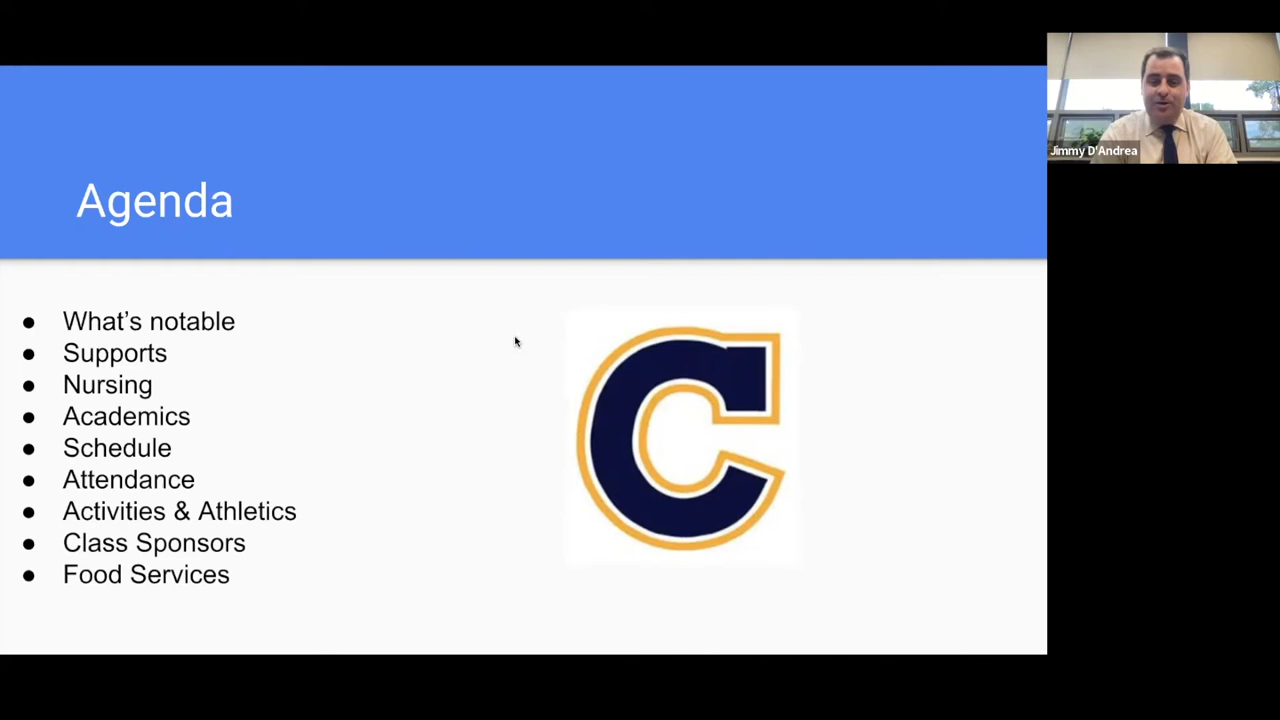 Agenda
● What’s notable
● Supports
● Nursing
● Academics
● Schedule
● Attendance
● Activities & Athletics
● Class Sponsors
● Food Services
C
Jimmy D'Andrea